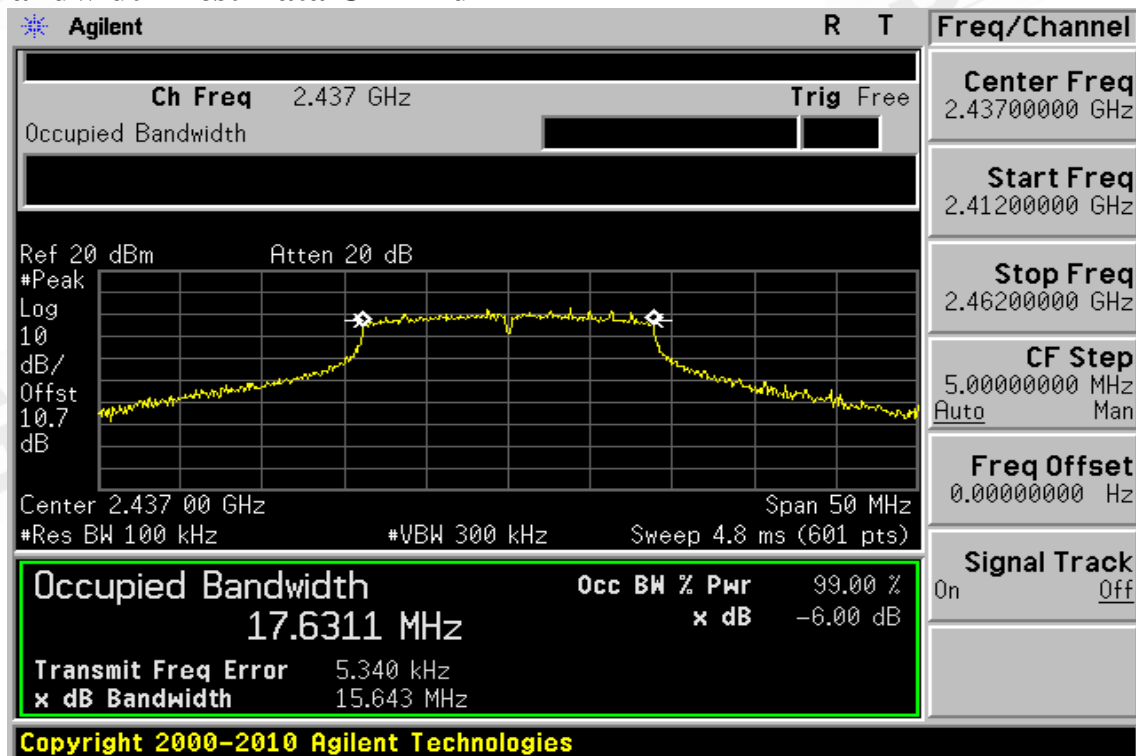 Agilent R T Freq/Channel
Ch Freq 2.437 GHz Trig Free
Occupied Bandwidth
Center Freq
2.43700000 GHz
Start Freq
2.41200000 GHz
Stop Freq
2.46200000 GHz
CF Step
5.00000000 MHz
Auto Man
Freq Offset
0.00000000 Hz
Signal Track
On Off
Ref 20 dBm Atten 20 dB
#Peak
Log
10
dB/
Offst
10.7
dB
Center 2.437 00 GHz Span 50 MHz
#Res BW 100 kHz #VBW 300 kHz Sweep 4.8 ms (601 pts)
Occupied Bandwidth Occ BW % Pwr 99.00 %
17.6311 MHz x dB -6.00 dB
Transmit Freq Error 5.340 kHz
x dB Bandwidth 15.643 MHz
Copyright 2000-2010 Agilent Technologies